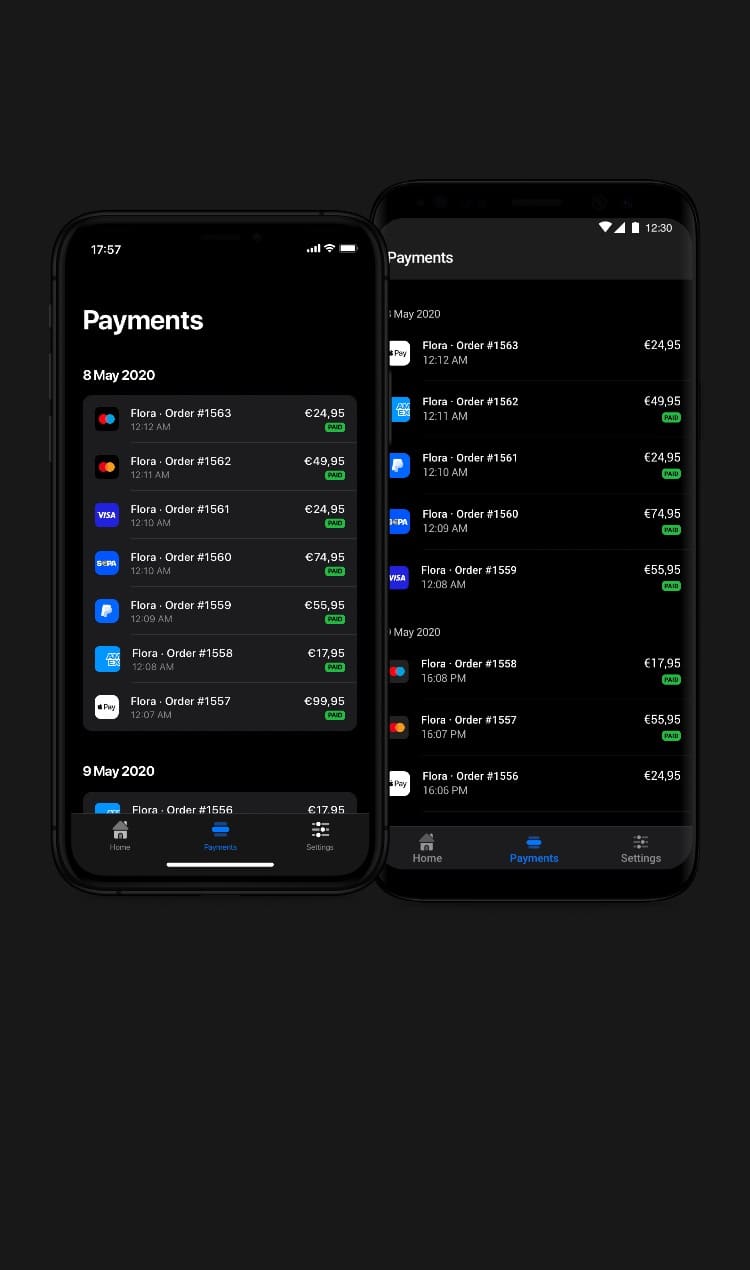 17:57
Payments
8 May 2020
Flora · Order #1563 €24,95
12:12 AM PAID
Flora · Order #1562 €49,95
12:11 AM PAID
VISA
Flora · Order #1561 €24,95
12:10 AM PAID
S€PA
Flora · Order #1560 €74,95
12:10 AM PAID
Flora · Order #1559 €55,95
12:09 AM PAID
AM
EX
Flora · Order #1558 €17,95
12:08 AM PAID
Pay
Flora · Order #1557 €99,95
12:07 AM PAID
9 May 2020
Flora · Order #1556 €17,95
Home Payments Settings
12:30
Payments
May 2020
Pay
Flora · Order #1563 €24,95
12:12 AM
AM
EX
Flora · Order #1562 €49,95
12:11 AM PAID
Flora · Order #1561 €24,95
12:10 AM PAID
€PA
Flora · Order #1560 €74,95
12:09 AM PAID
VISA
Flora · Order #1559 €55,95
12:08 AM PAID
May 2020
Flora · Order #1558 €17,95
16:08 PM PAID
Flora · Order #1557 €55,95
16:07 PM PAID
Pay
Flora · Order #1556 €24,95
16:06 PM
Home Payments Settings